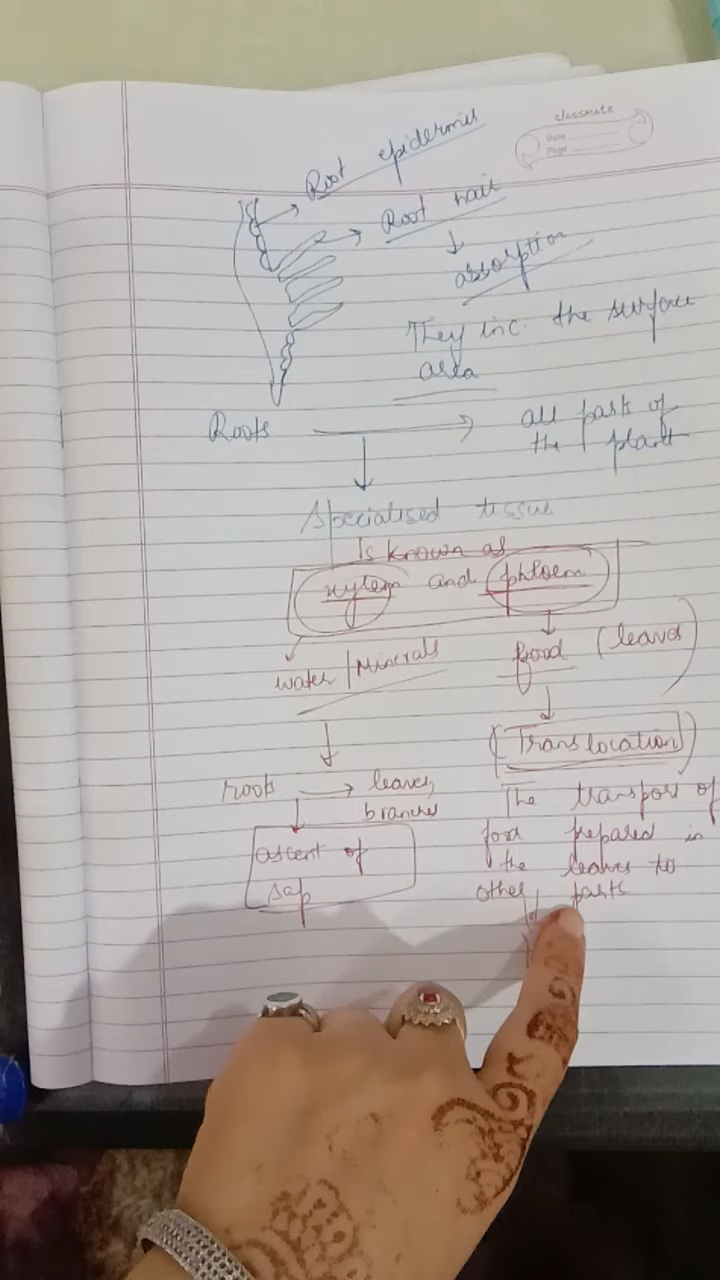 classmate
Date
Page
Root epidermis
Root hair
absorption
They inc. the surface
area
Roots
all parts of
the plant
Specialised tissue
is known as
xylem and phloem
water/Minerals
food (leaves)
(Translocation)
roots
leaves,
branches
ascent of
sap
The transport of
food prepared in
the leaves to
other parts